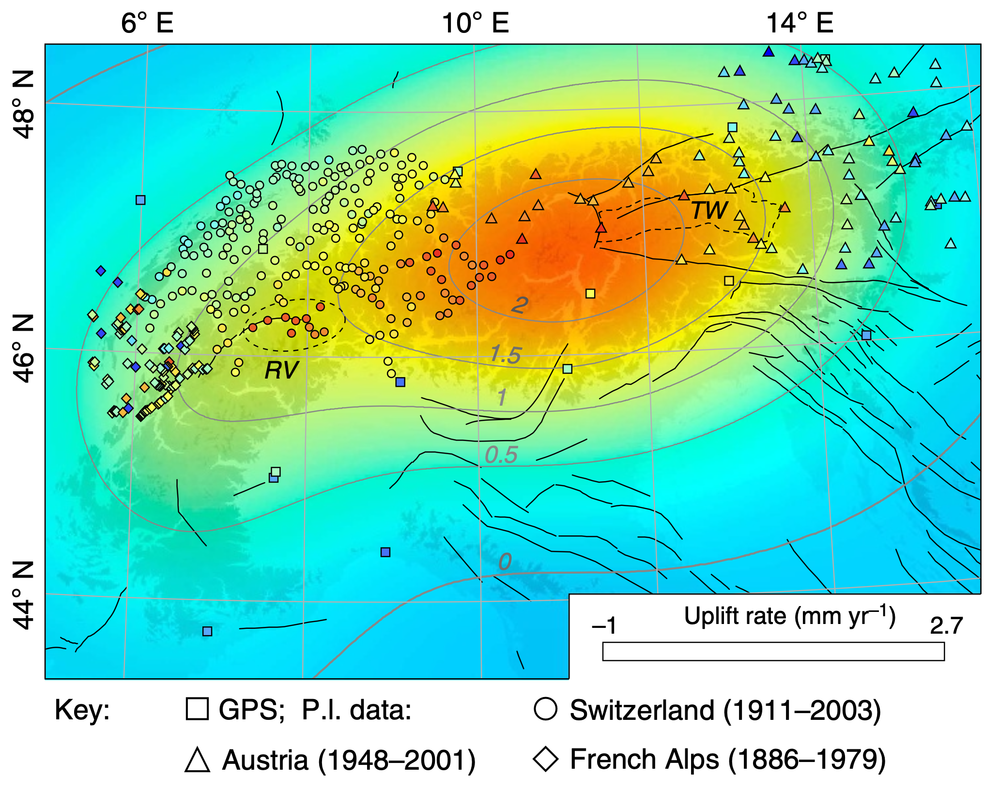 6° E 10° E 14° E
48° N
46° N
44° N
TW
RV
2
1.5
1
0.5
0
Uplift rate (mm yr⁻¹)
–1 2.7
Key: GPS; P.l. data: Switzerland (1911–2003)
Austria (1948–2001) French Alps (1886–1979)